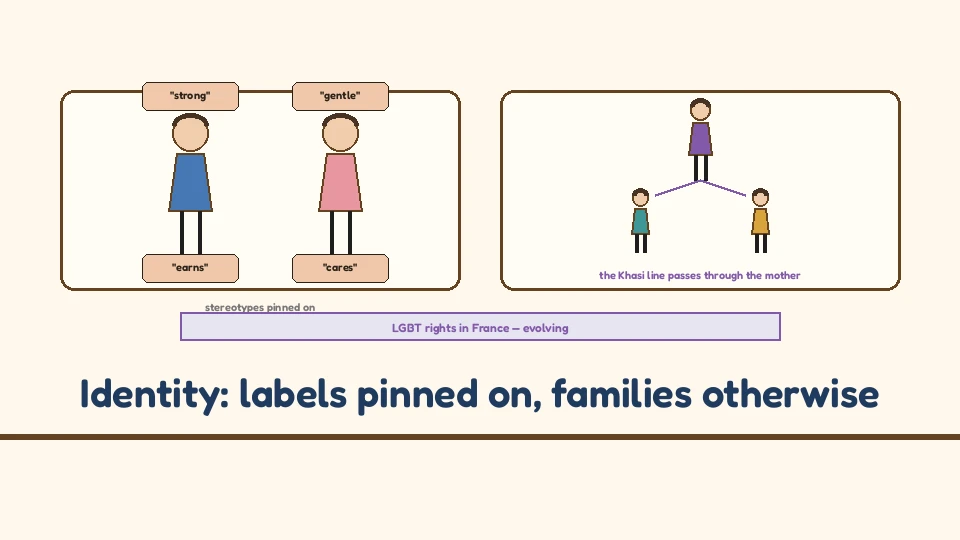 "strong"
"gentle"
"earns"
"cares"
the Khasi line passes through the mother
stereotypes pinned on
LGBT rights in France — evolving
Identity: labels pinned on, families otherwise